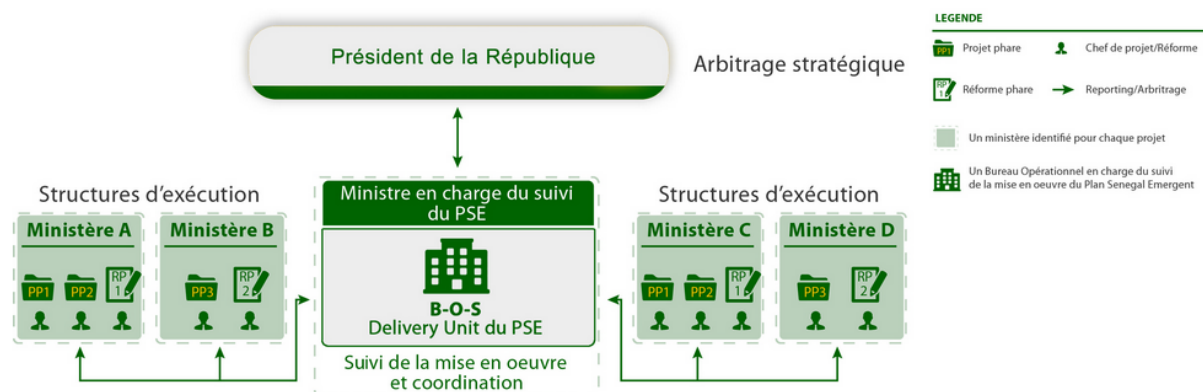 Président de la République
Arbitrage stratégique
Structures d’exécution
Ministère A
PP1
PP2
RP
1
Ministère B
PP3
RP
2
Ministre en charge du suivi
du PSE
B-O-S
Delivery Unit du PSE
Suivi de la mise en oeuvre
et coordination
Structures d’exécution
Ministère C
PP1
PP2
RP
1
Ministère D
PP3
RP
2
LEGENDE
PP1
Projet phare
Chef de projet/Réforme
RP
1
Réforme phare
Reporting/Arbritrage
Un ministère identifié pour chaque projet
Un Bureau Opérationnel en charge du suivi
de la mise en oeuvre du Plan Senegal Emergent